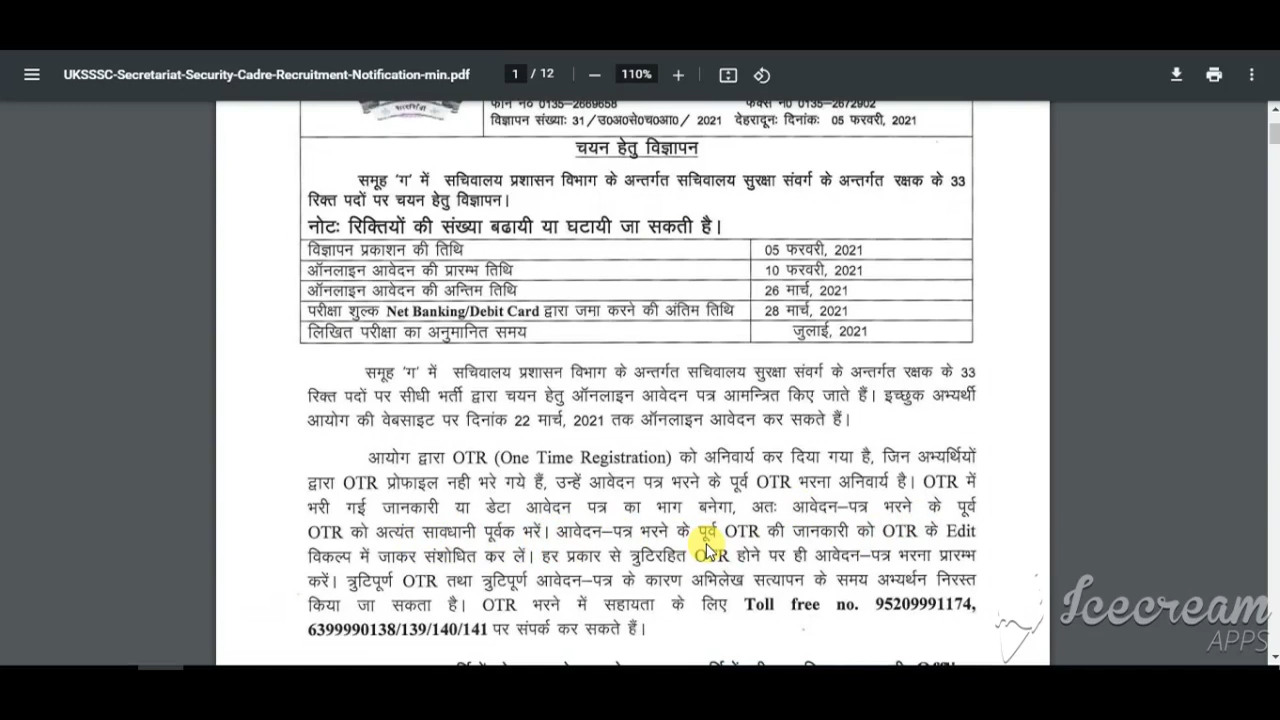 UKSSSC-Secretariat-Security-Cadre-Recruitment-Notification-min.pdf 1 / 12 110%
फोन नं० 0135–2669658 फैक्स नं० 0135–2672902
विज्ञापन संख्याः 31/उ0अ0से0च0आ0/ 2021 देहरादूनः दिनांकः 05 फरवरी, 2021
चयन हेतु विज्ञापन
समूह 'ग' में सचिवालय प्रशासन विभाग के अन्तर्गत सचिवालय सुरक्षा संवर्ग के अन्तर्गत रक्षक के 33
रिक्त पदों पर चयन हेतु विज्ञापन।
नोटः रिक्तियों की संख्या बढायी या घटायी जा सकती है।
विज्ञापन प्रकाशन की तिथि 05 फरवरी, 2021
ऑनलाइन आवेदन की प्रारम्भ तिथि 10 फरवरी, 2021
ऑनलाइन आवेदन की अन्तिम तिथि 26 मार्च, 2021
परीक्षा शुल्क Net Banking/Debit Card द्वारा जमा करने की अंतिम तिथि 28 मार्च, 2021
लिखित परीक्षा का अनुमानित समय जुलाई, 2021
समूह 'ग' में सचिवालय प्रशासन विभाग के अन्तर्गत सचिवालय सुरक्षा संवर्ग के अन्तर्गत रक्षक के 33
रिक्त पदों पर सीधी भर्ती द्वारा चयन हेतु ऑनलाइन आवेदन पत्र आमन्त्रित किए जाते हैं। इच्छुक अभ्यर्थी
आयोग की वेबसाइट पर दिनांक 22 मार्च, 2021 तक ऑनलाइन आवेदन कर सकते हैं।
आयोग द्वारा OTR (One Time Registration) को अनिवार्य कर दिया गया है, जिन अभ्यर्थियों
द्वारा OTR प्रोफाइल नही भरे गये हैं, उन्हें आवेदन पत्र भरने के पूर्व OTR भरना अनिवार्य है। OTR में
भरी गई जानकारी या डेटा आवेदन पत्र का भाग बनेगा, अतः आवेदन–पत्र भरने के पूर्व
OTR को अत्यंत सावधानी पूर्वक भरें। आवेदन–पत्र भरने के पूर्व OTR की जानकारी को OTR के Edit
विकल्प में जाकर संशोधित कर लें। हर प्रकार से त्रुटिरहित OTR होने पर ही आवेदन–पत्र भरना प्रारम्भ
करें। त्रुटिपूर्ण OTR तथा त्रुटिपूर्ण आवेदन–पत्र के कारण अभिलेख सत्यापन के समय अभ्यर्थन निरस्त
किया जा सकता है। OTR भरने में सहायता के लिए Toll free no. 95209991174,
6399990138/139/140/141 पर संपर्क कर सकते हैं।
Icecream
APPS